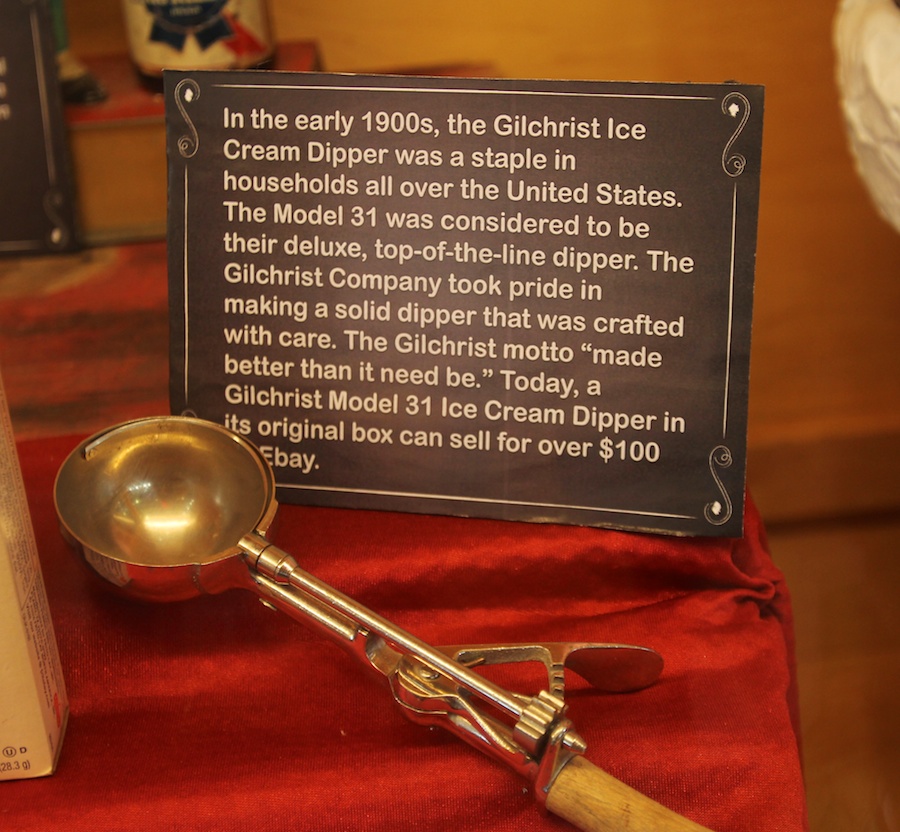 In the early 1900s, the Gilchrist Ice
Cream Dipper was a staple in
households all over the United States.
The Model 31 was considered to be
their deluxe, top-of-the-line dipper. The
Gilchrist Company took pride in
making a solid dipper that was crafted
with care. The Gilchrist motto “made
better than it need be.” Today, a
Gilchrist Model 31 Ice Cream Dipper in
its original box can sell for over $100
Ebay.
U D
(28.3 g)